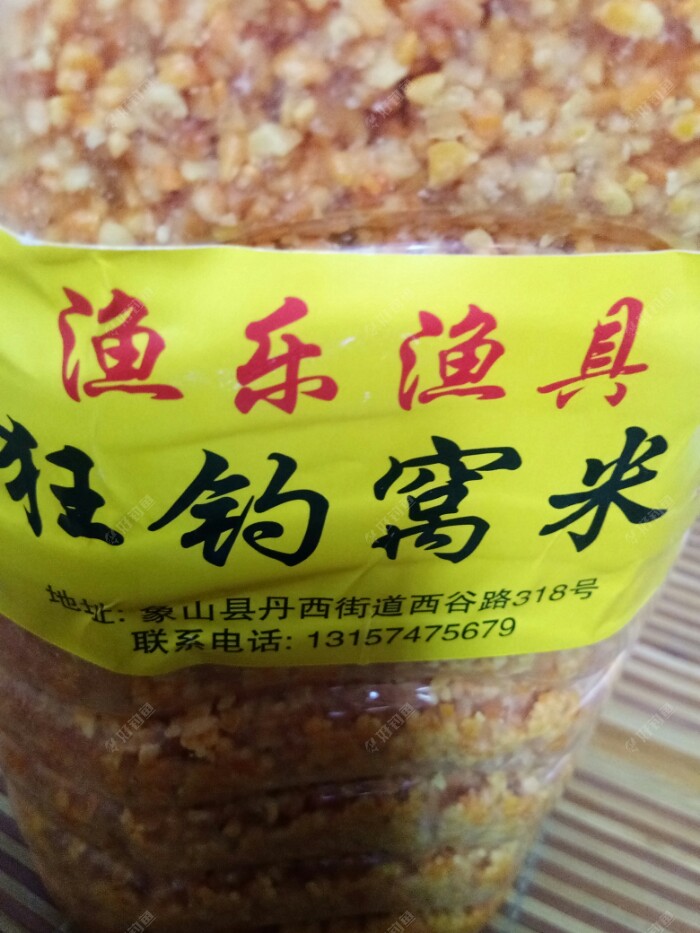 渔乐渔具
狂钓窝米
地址: 象山县丹西街道西谷路318号
联系电话: 13157475679